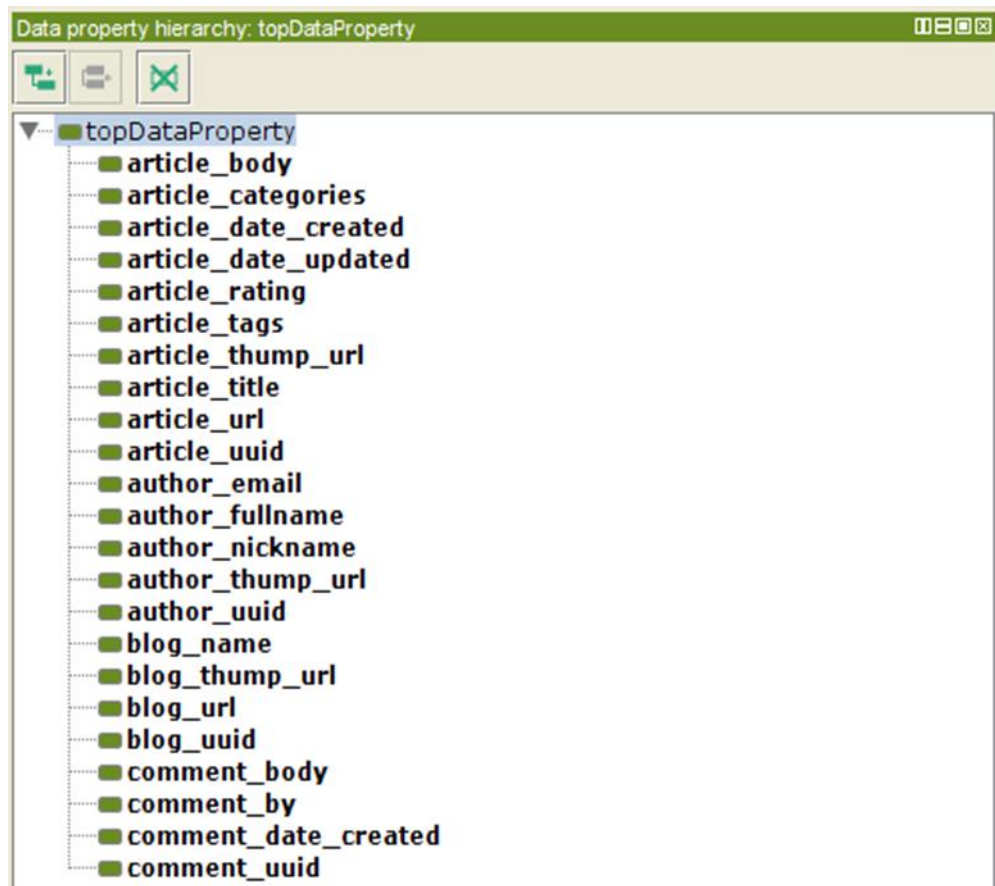 Data property hierarchy: topDataProperty
topDataProperty
article_body
article_categories
article_date_created
article_date_updated
article_rating
article_tags
article_thump_url
article_title
article_url
article_uuid
author_email
author_fullname
author_nickname
author_thump_url
author_uuid
blog_name
blog_thump_url
blog_url
blog_uuid
comment_body
comment_by
comment_date_created
comment_uuid